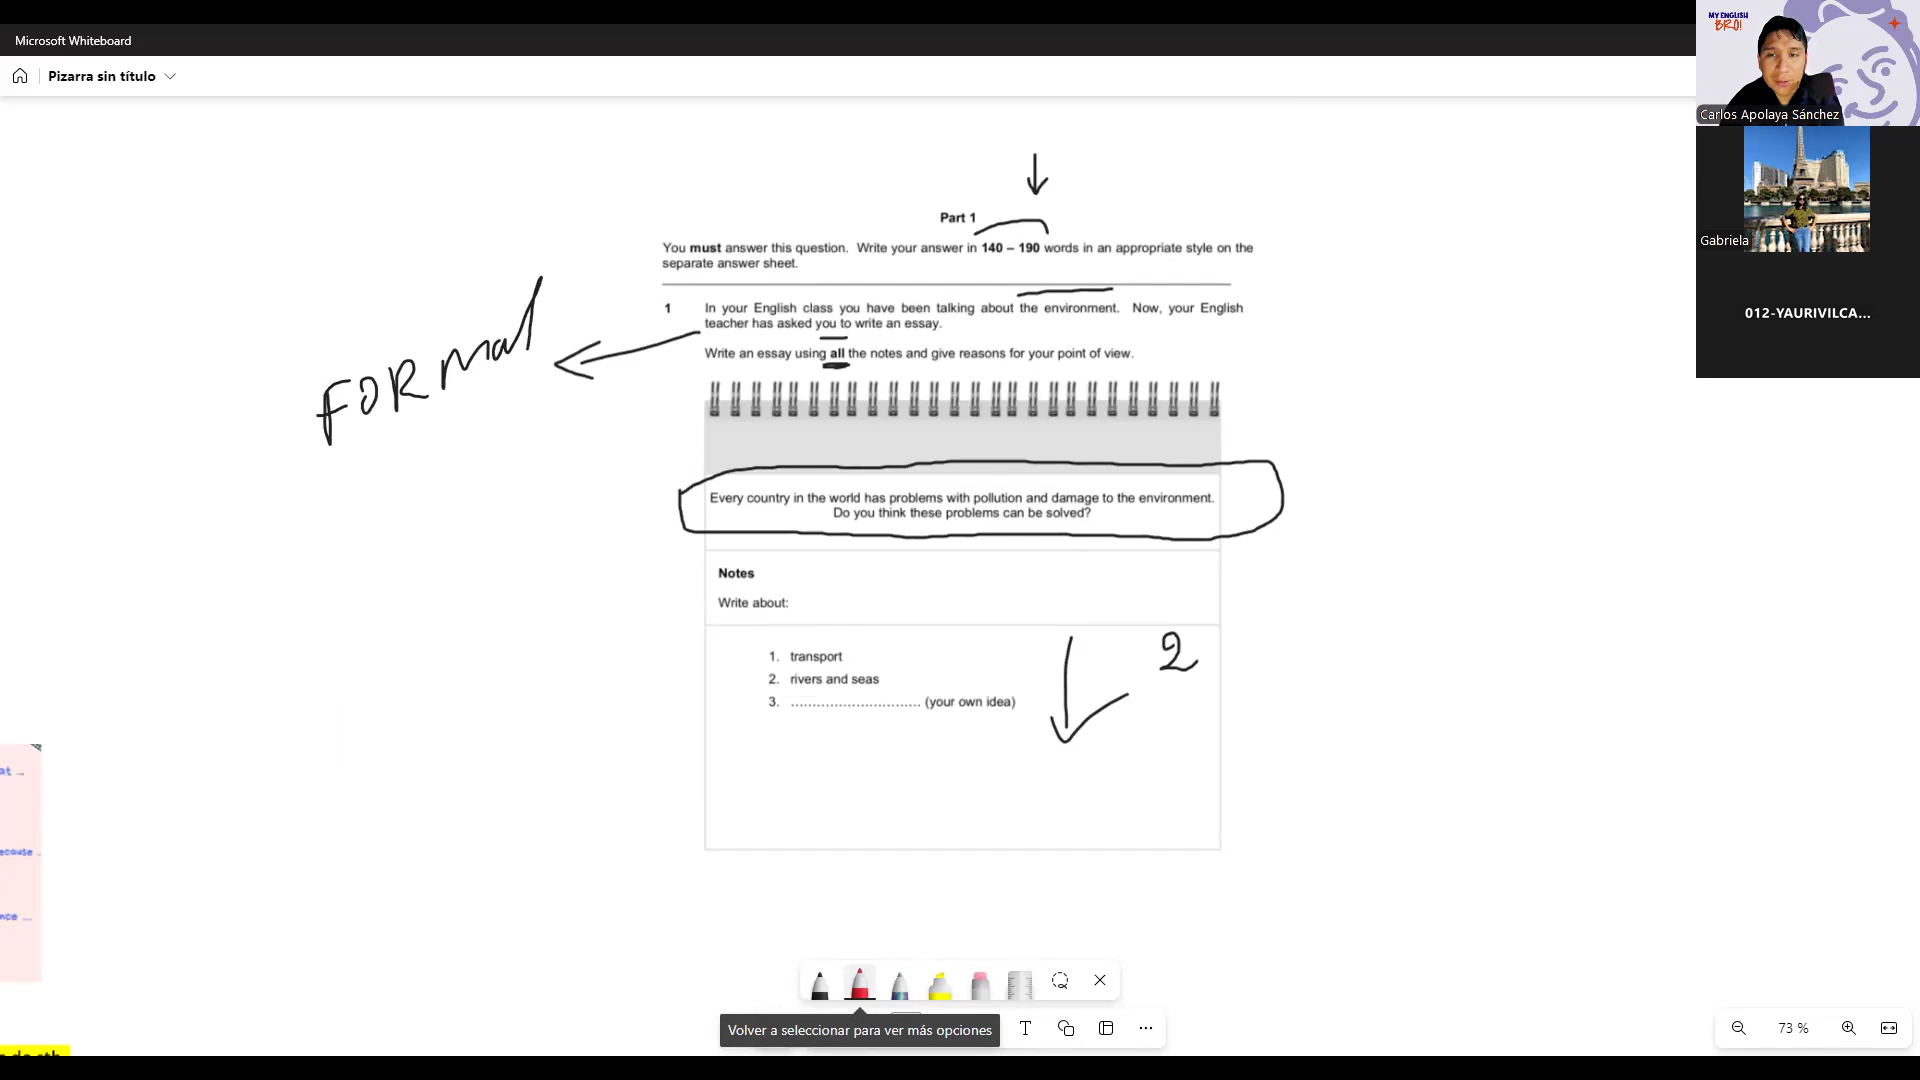 Microsoft Whiteboard
Pizarra sin título
MY ENGLISH
BRO!
Carlos Apolaya Sánchez
Gabriela
012-YAURIVILCA...
Part 1
You must answer this question. Write your answer in 140 – 190 words in an appropriate style on the
separate answer sheet.
1 In your English class you have been talking about the environment. Now, your English
teacher has asked you to write an essay.
Write an essay using all the notes and give reasons for your point of view.
FORmal
Every country in the world has problems with pollution and damage to the environment.
Do you think these problems can be solved?
Notes
Write about:
1. transport
2. rivers and seas
3. ................................ (your own idea)
2
at ...
ecause ..
nce ...
Volver a seleccionar para ver más opciones
73 %